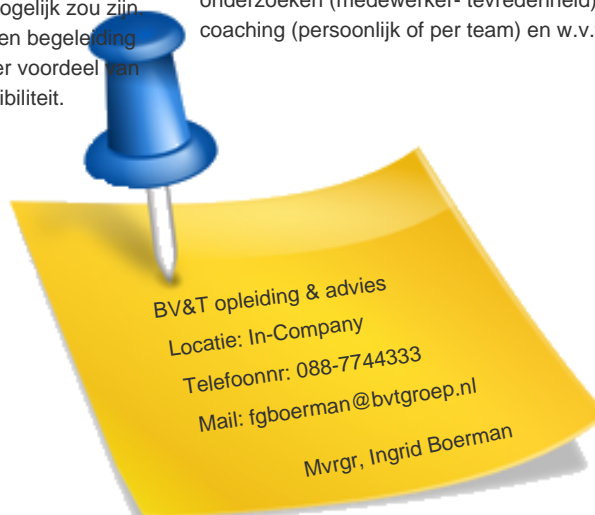 ogelijk zou zijn.
en begeleiding
er voordeel van
ibiliteit.
onderzoeken (medewerker- tevredenheid)
coaching (persoonlijk of per team) en w.v.
BV&T opleiding & advies
Locatie: In-Company
Telefoonnr: 088-7744333
Mail: fgboerman@bvtgroep.nl
Mvrgr, Ingrid Boerman